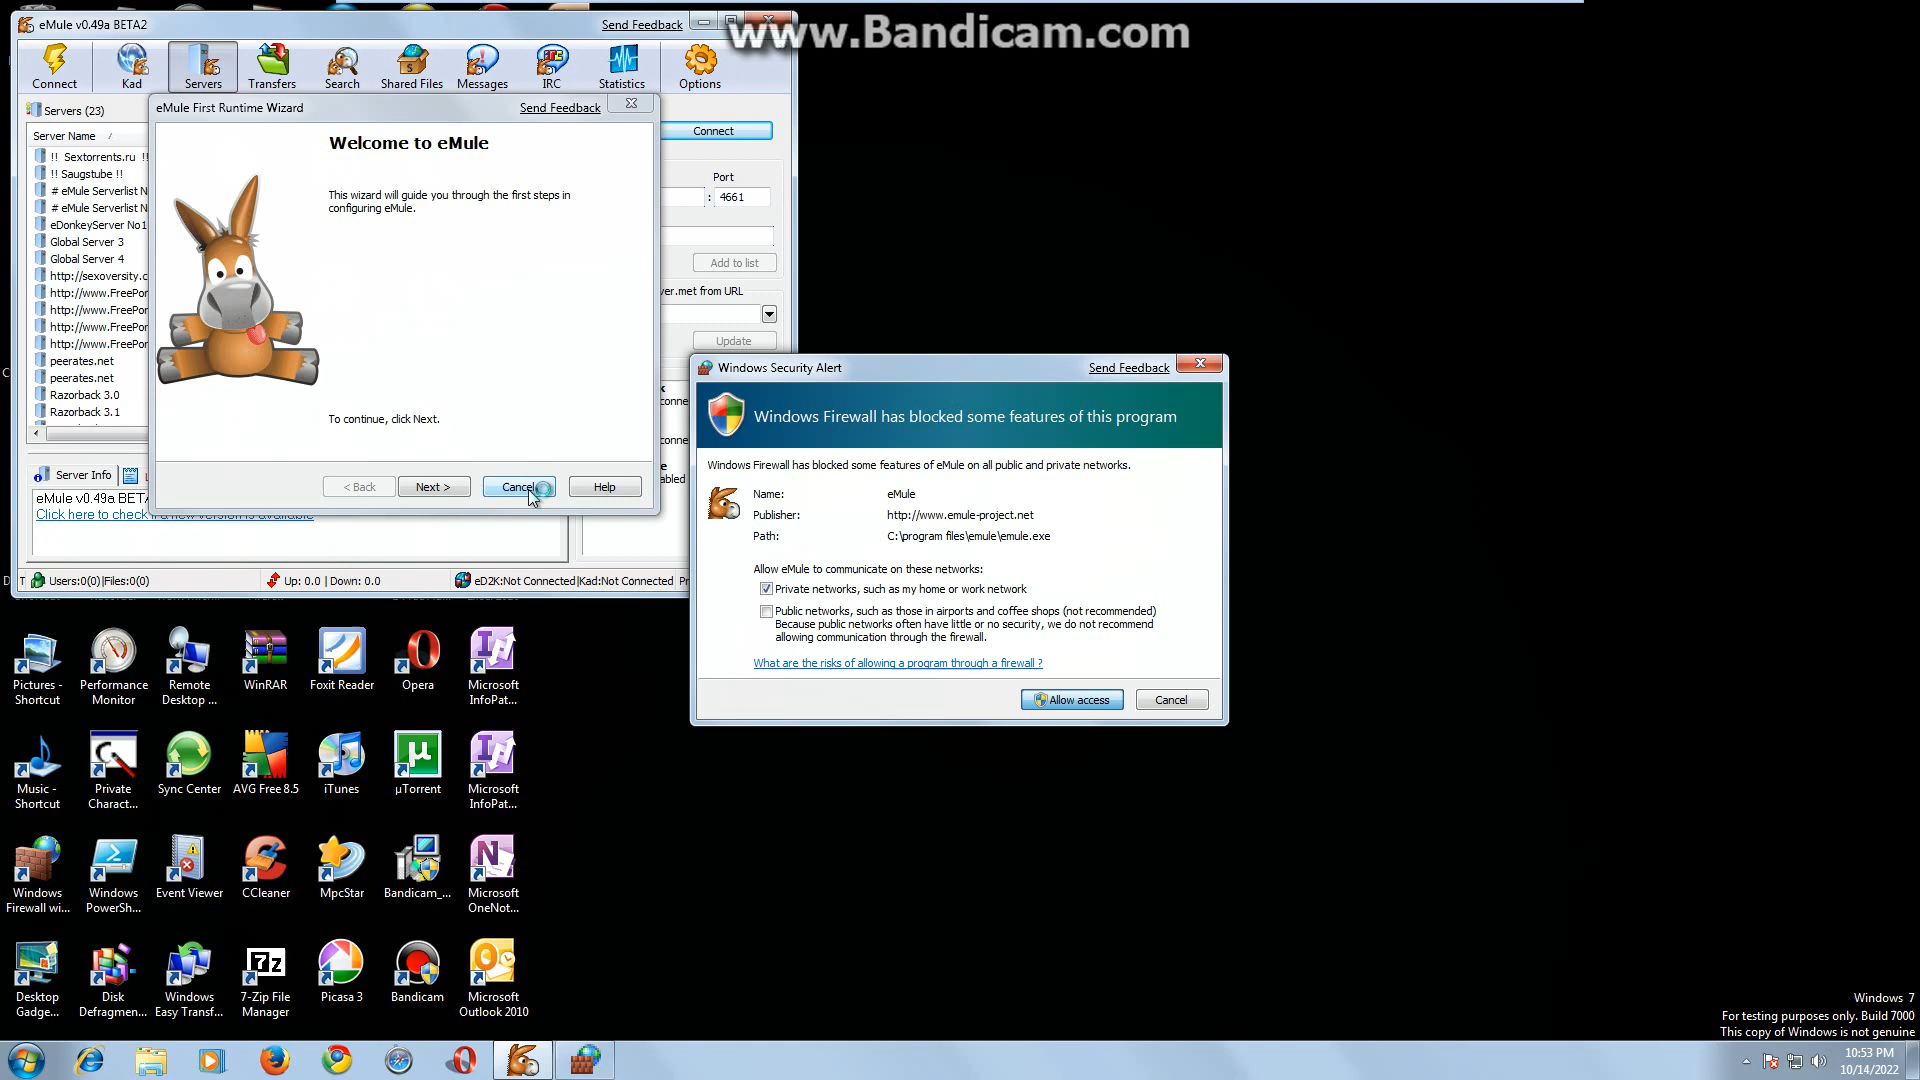 www.Bandicam.com
eMule v0.49a BETA2
Send Feedback
Connect
Kad
Servers
Transfers
Search
Shared Files
Messages
IRC
Statistics
Options
Servers (23)
Server Name
!! Sextorrents.ru !!
!! Saugstube !!
# eMule Serverlist N
# eMule Serverlist N
eDonkeyServer No1
Global Server 3
Global Server 4
http://sexoversity.c
http://www.FreePor
http://www.FreePor
http://www.FreePor
http://www.FreePor
peerates.net
peerates.net
Razorback 3.0
Razorback 3.1
eMule First Runtime Wizard
Send Feedback
Welcome to eMule
This wizard will guide you through the first steps in
configuring eMule.
To continue, click Next.
< Back
Next >
Cancel
Help
Connect
Port
: 4661
Add to list
ver.met from URL
Update
Server Info
eMule v0.49a BETA
Click here to check if a new version is available
Users:0(0)|Files:0(0)
Up: 0.0 | Down: 0.0
eD2K:Not Connected|Kad:Not Connected
Windows Security Alert
Send Feedback
Windows Firewall has blocked some features of this program
Windows Firewall has blocked some features of eMule on all public and private networks.
Name: eMule
Publisher: http://www.emule-project.net
Path: C:\program files\emule\emule.exe
Allow eMule to communicate on these networks:
Private networks, such as my home or work network
Public networks, such as those in airports and coffee shops (not recommended)
Because public networks often have little or no security, we do not recommend
allowing communication through the firewall.
What are the risks of allowing a program through a firewall ?
Allow access
Cancel
Pictures -
Shortcut
Performance
Monitor
Remote
Desktop ...
WinRAR
Foxit Reader
Opera
Microsoft
InfoPat...
Music -
Shortcut
Private
Charact...
Sync Center
AVG Free 8.5
iTunes
µTorrent
Microsoft
InfoPat...
Windows
Firewall wi...
Windows
PowerSh...
Event Viewer
CCleaner
MpcStar
Bandicam_...
Microsoft
OneNot...
Desktop
Gadge...
Disk
Defragmen...
Windows
Easy Transf...
7-Zip File
Manager
Picasa 3
Bandicam
Microsoft
Outlook 2010
Windows 7
For testing purposes only. Build 7000
This copy of Windows is not genuine
10:53 PM
10/14/2022